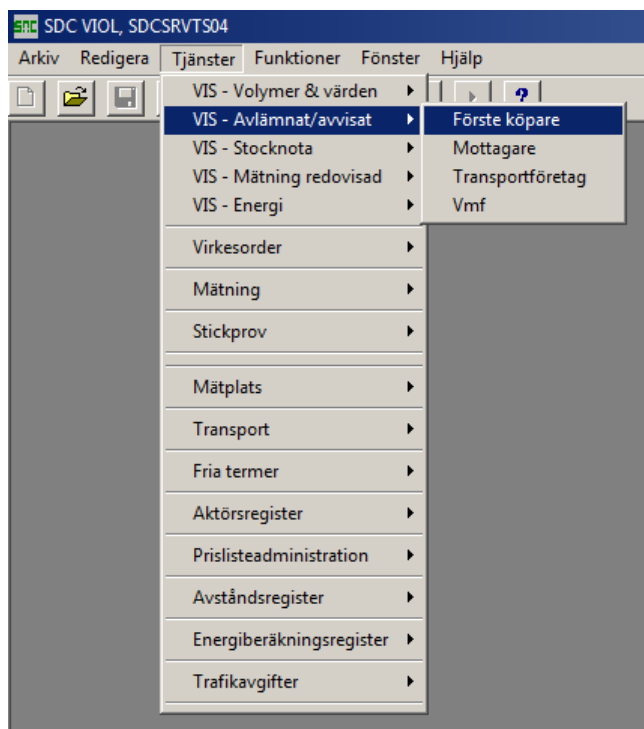 SDC SDC VIOL, SDCSRVTS04
Arkiv Redigera Tjänster Funktioner Fönster Hjälp
?
VIS - Volymer & värden
VIS - Avlämnat/avvisat
VIS - Stocknota
VIS - Mätning redovisad
VIS - Energi
Virkesorder
Mätning
Stickprov
Mätplats
Transport
Fria termer
Aktörsregister
Prislisteadministration
Avståndsregister
Energiberäkningsregister
Trafikavgifter
Förste köpare
Mottagare
Transportföretag
Vmf